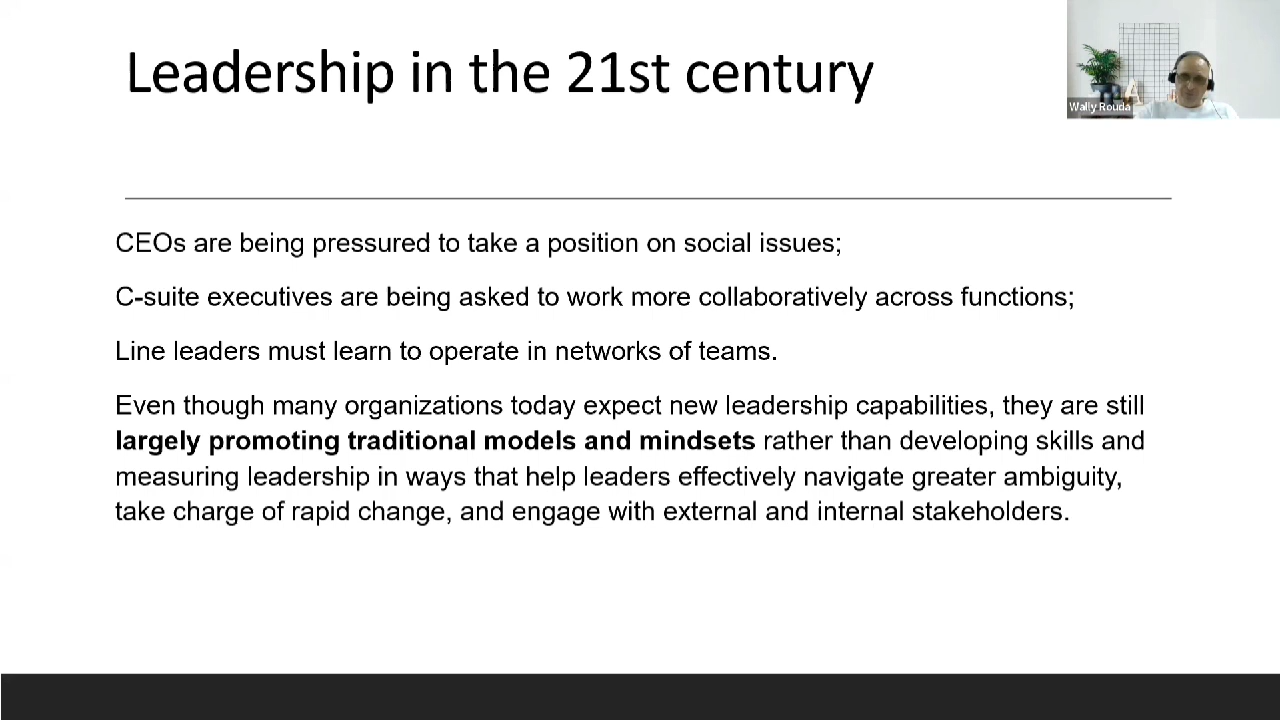 Leadership in the 21st century
Wally Rouda
CEOs are being pressured to take a position on social issues;
C-suite executives are being asked to work more collaboratively across functions;
Line leaders must learn to operate in networks of teams.
Even though many organizations today expect new leadership capabilities, they are still
largely promoting traditional models and mindsets rather than developing skills and
measuring leadership in ways that help leaders effectively navigate greater ambiguity,
take charge of rapid change, and engage with external and internal stakeholders.